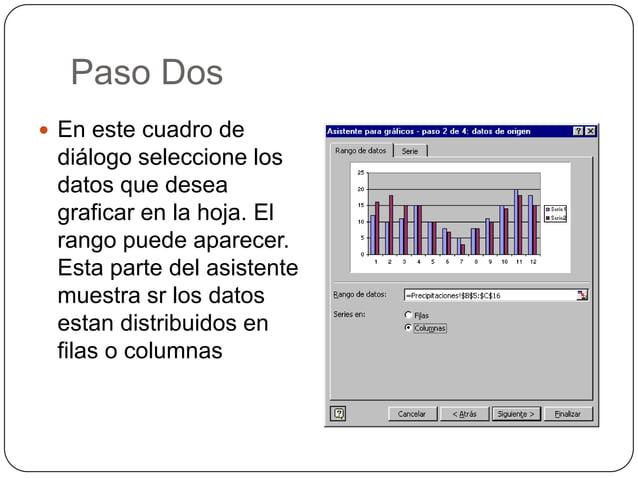 Paso Dos
• En este cuadro de
diálogo seleccione los
datos que desea
graficar en la hoja. El
rango puede aparecer.
Esta parte del asistente
muestra sr los datos
estan distribuidos en
filas o columnas
Asistente para gráficos - paso 2 de 4: datos de origen
Rango de datos Serie
25
20
15
10
5
0
1 2 3 4 5 6 7 8 9 10 11 12
Serie1
Serie2
Rango de datos: =Precipitaciones!$B$5:$C$16
Series en: Filas
Columnas
Cancelar < Atrás Siguiente > Finalizar